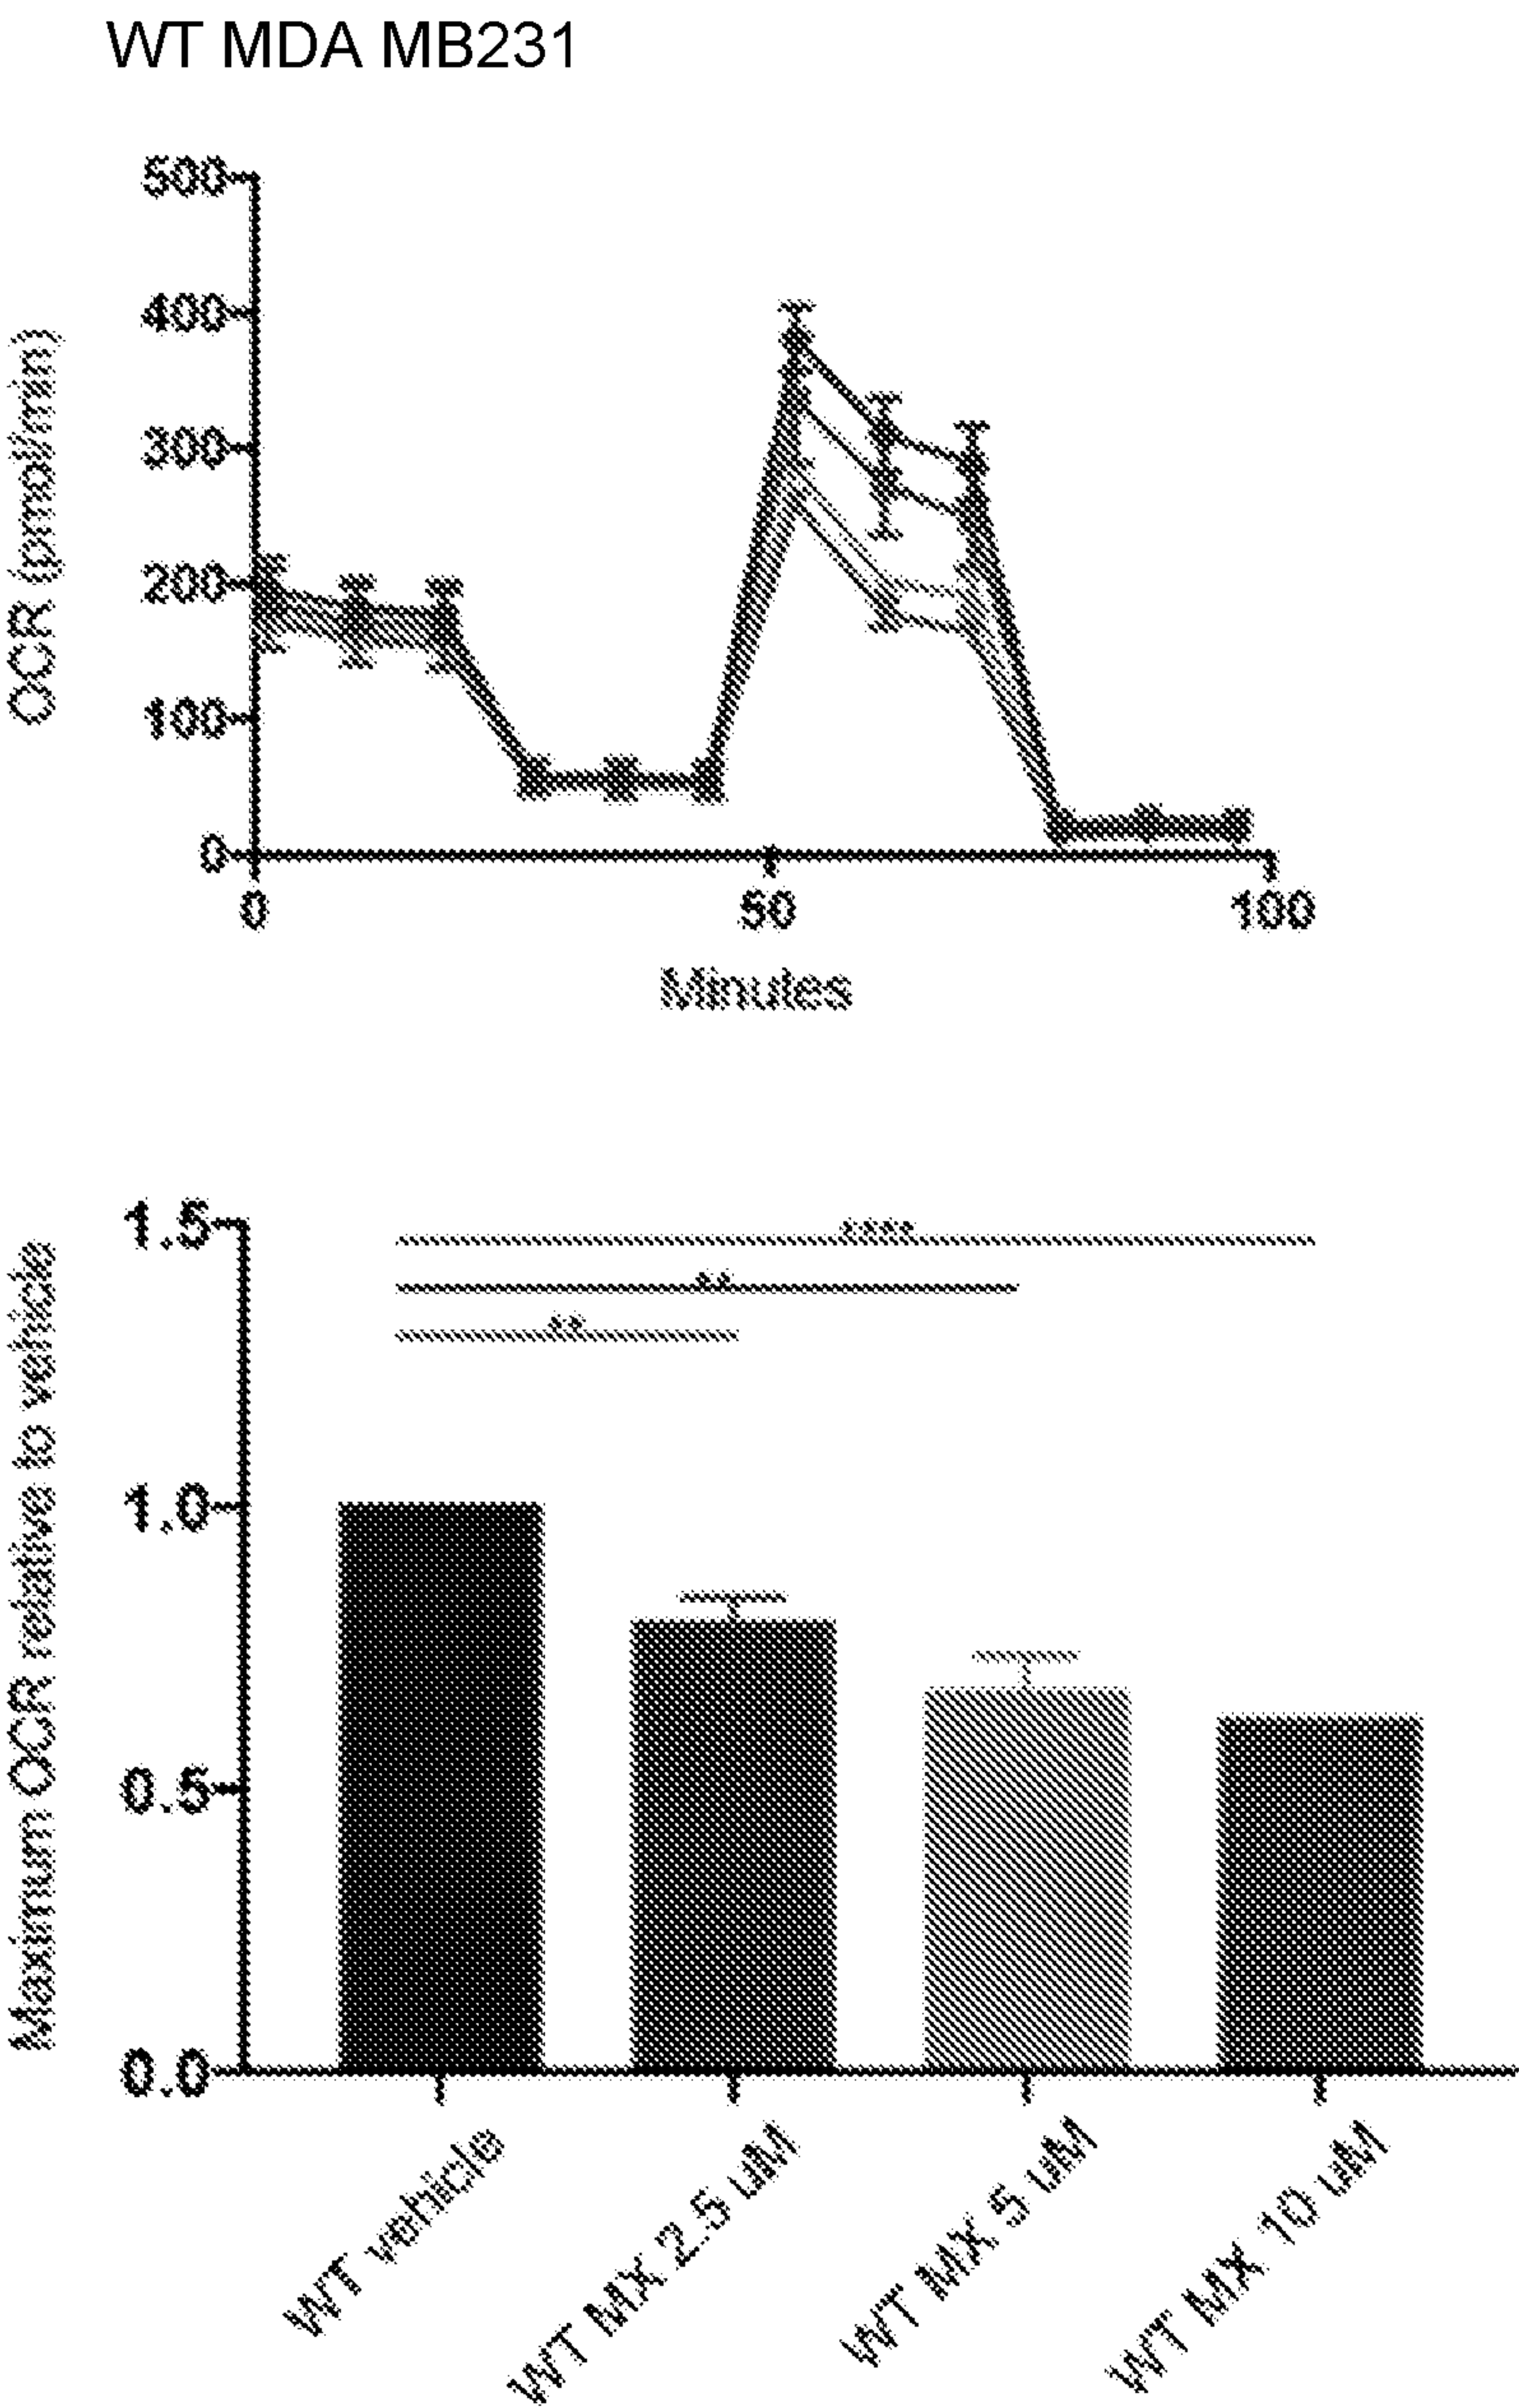 WT MDA MB231
OCR (pmol/min)
500
400
300
200
100
0
0 50 100
Minutes
Maximum OCR relative to vehicle
1.5
1.0
0.5
0.0
****
**
**
WT vehicle
WT MX 2.5 uM
WT MX 5 uM
WT MX 10 uM